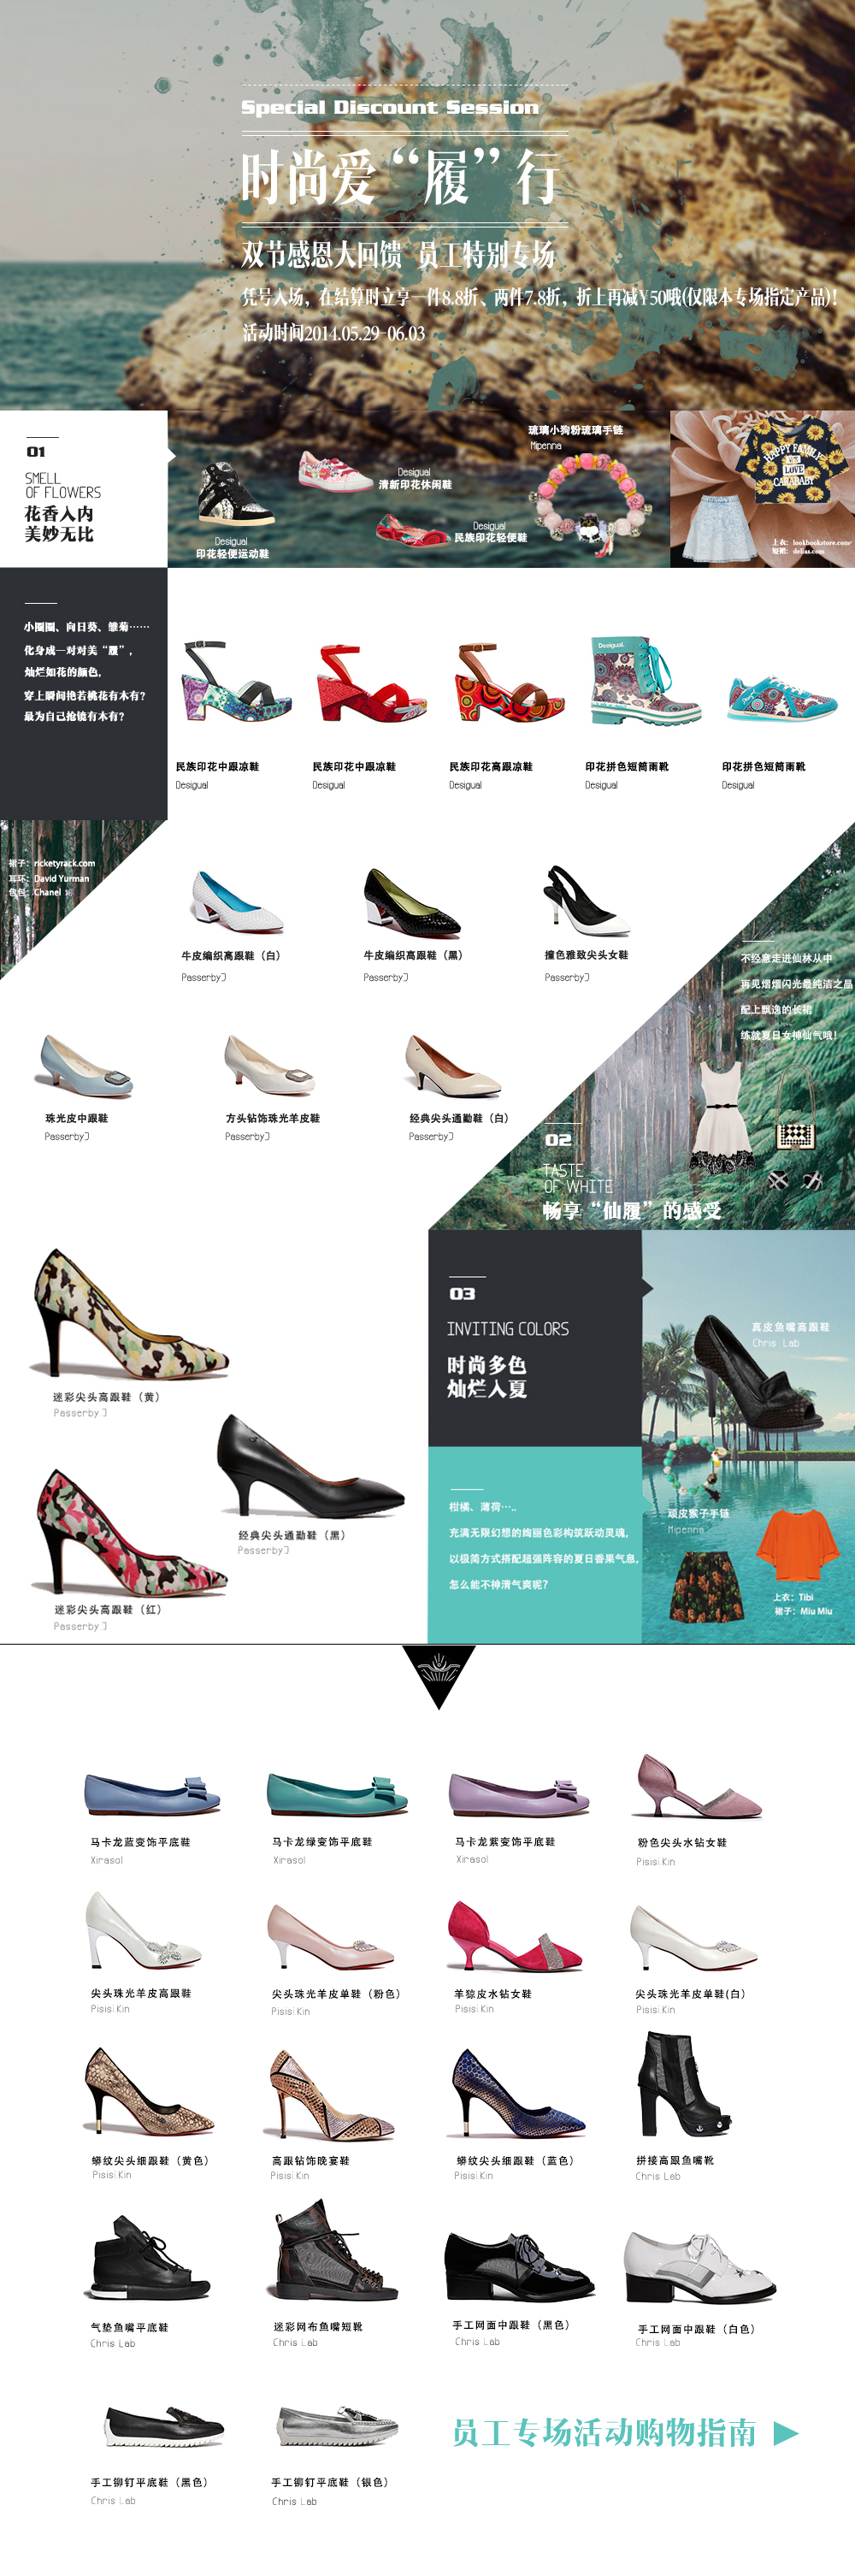 Special Discount Session
时尚爱“履”行
双节感恩大回馈 员工特别专场
凭号入场，在结算时立享一件8.8折、两件7.8折，折上再减¥50哦(仅限本专场指定产品)!
活动时间2014.05.29-06.03
01
SMELL
OF FLOWERS
花香入内
美妙无比
Desigual
印花轻便运动鞋
Desigual
清新印花休闲鞋
Desigual
民族印花轻便鞋
琉璃小狗粉琉璃手链
Mipenna
HAPPY FAMILY
LOVE
CARABABY
上衣：lookbookstore.com
短裙：delias.com
小圈圈、向日葵、雏菊……
化身成一对对美“履”，
灿烂如花的颜色，
穿上瞬间艳若桃花有木有?
最为自己抢镜有木有?
民族印花中跟凉鞋
Desigual
民族印花中跟凉鞋
Desigual
民族印花高跟凉鞋
Desigual
印花拼色短筒雨靴
Desigual
印花拼色短筒雨靴
Desigual
裙子：ricketyrack.com
耳环：David Yurman
包包：Chanel
牛皮编织高跟鞋（白）
PasserbyJ
牛皮编织高跟鞋（黑）
PasserbyJ
撞色雅致尖头女鞋
PasserbyJ
不经意走进仙林丛中
再见熠熠闪光最纯洁之晶
配上飘逸的长裙
练就夏日女神仙气哦！
珠光皮中跟鞋
PasserbyJ
方头钻饰珠光羊皮鞋
PasserbyJ
经典尖头通勤鞋（白）
PasserbyJ
02
TASTE
OF WHITE
畅享“仙履”的感受
迷彩尖头高跟鞋（黄）
PasserbyJ
经典尖头通勤鞋（黑）
PasserbyJ
迷彩尖头高跟鞋（红）
PasserbyJ
03
INVITING COLORS
时尚多色
灿烂入夏
真皮鱼嘴高跟鞋
Chris Lab
柑橘、薄荷…..
充满无限幻想的绚丽色彩构筑跃动灵魂，
以极简方式搭配超强阵容的夏日香果气息，
怎么能不神清气爽呢？
顽皮猴子手链
Mipenna
上衣：Tibi
裙子：Miu Miu
马卡龙蓝变饰平底鞋
Xirasol
马卡龙绿变饰平底鞋
Xirasol
马卡龙紫变饰平底鞋
Xirasol
粉色尖头水钻女鞋
Pisisi.Kin
尖头珠光羊皮高跟鞋
Pisisi.Kin
尖头珠光羊皮单鞋（粉色）
Pisisi.Kin
羊猄皮水钻女鞋
Pisisi.Kin
尖头珠光羊皮单鞋(白）
Pisisi.Kin
蟒纹尖头细跟鞋（黄色）
Pisisi.Kin
高跟钻饰晚宴鞋
Pisisi.Kin
蟒纹尖头细跟鞋（蓝色）
Pisisi.Kin
拼接高跟鱼嘴靴
Chris Lab
气垫鱼嘴平底鞋
Chris Lab
迷彩网布鱼嘴短靴
Chris Lab
手工网面中跟鞋（黑色）
Chris Lab
手工网面中跟鞋（白色）
Chris Lab
手工铆钉平底鞋（黑色）
Chris Lab
手工铆钉平底鞋（银色）
Chris Lab
员工专场活动购物指南